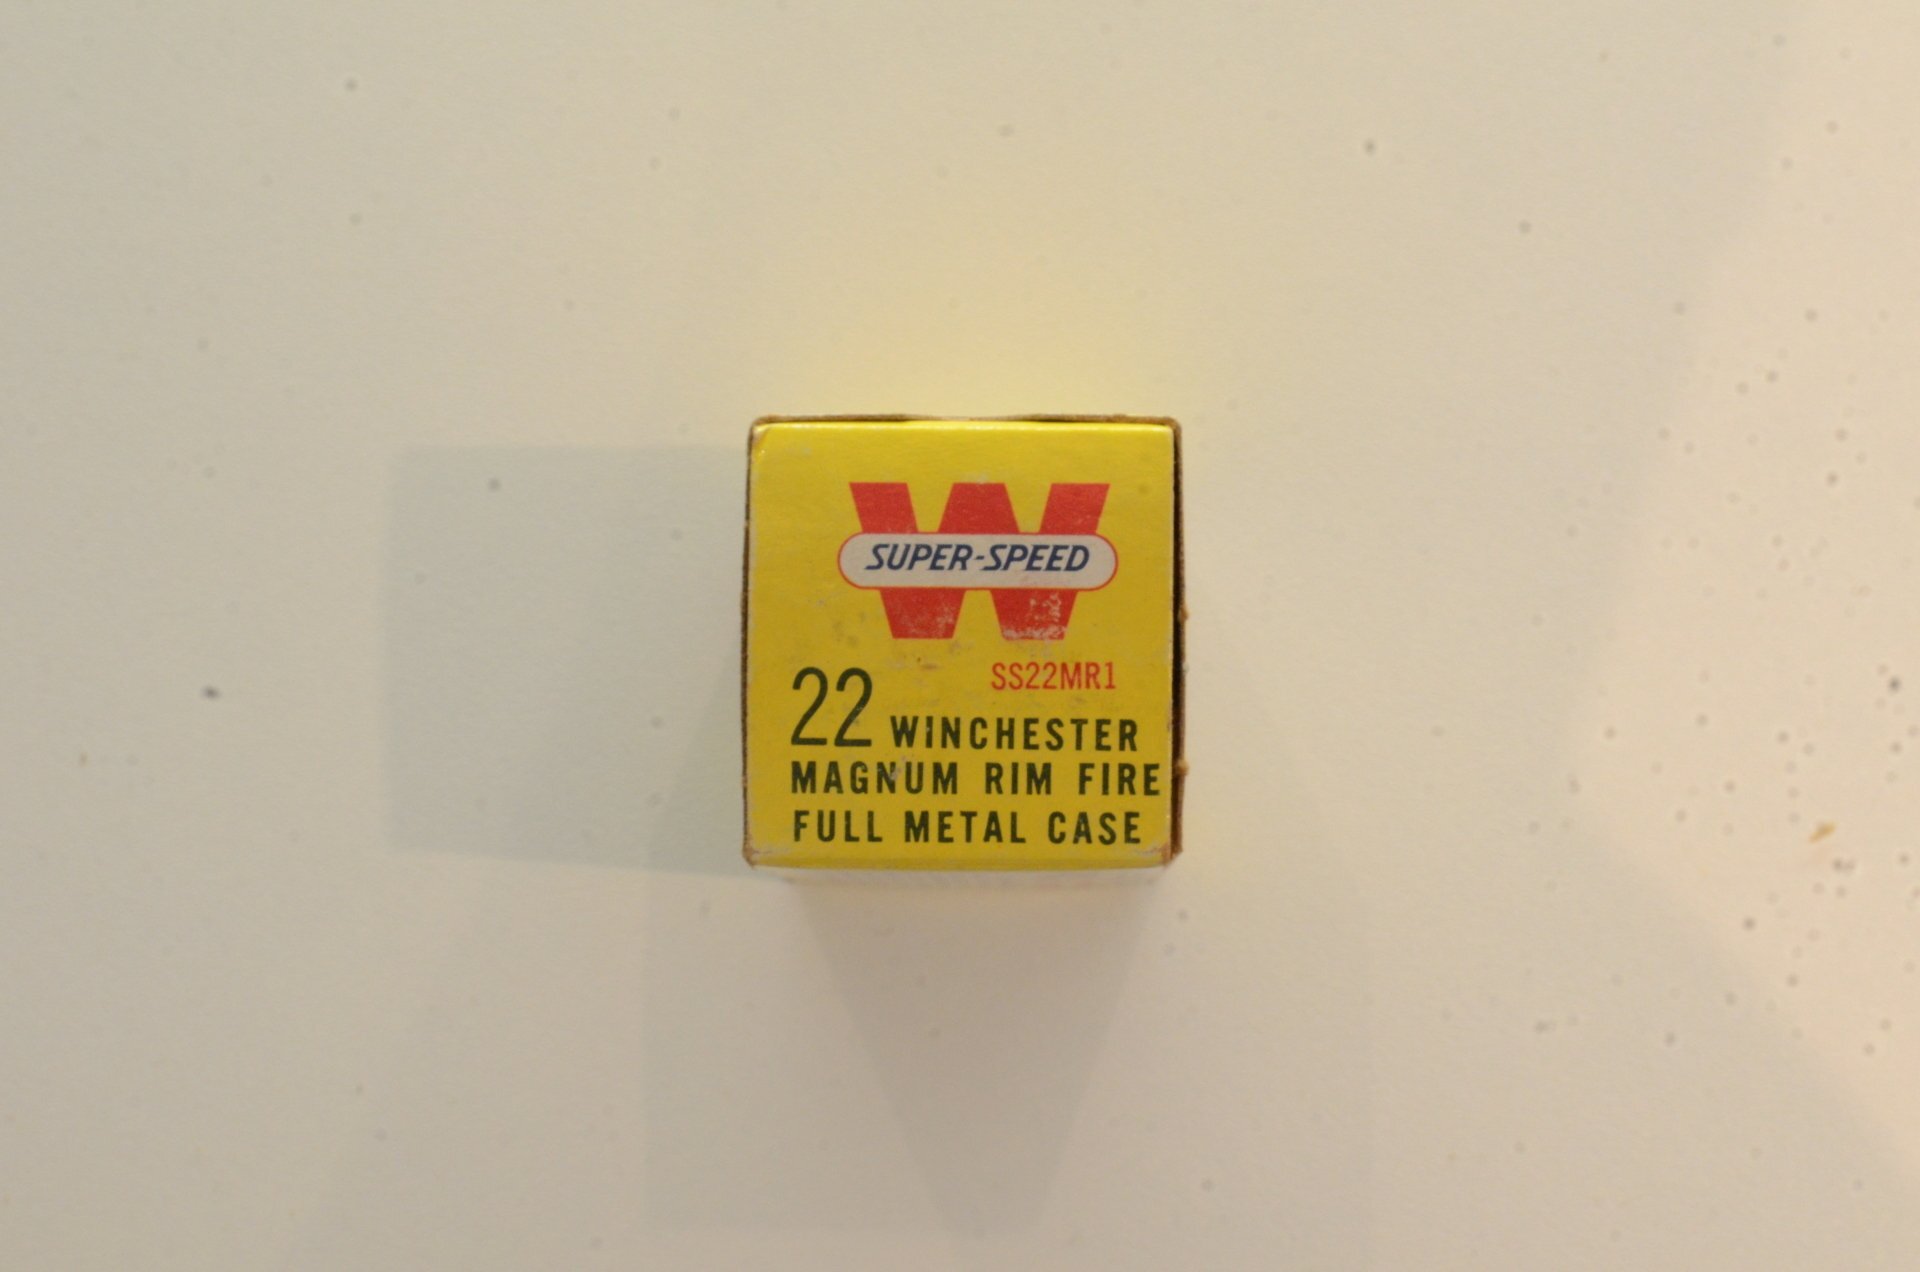 W
SUPER-SPEED
SS22MR1
22 WINCHESTER
MAGNUM RIM FIRE
FULL METAL CASE